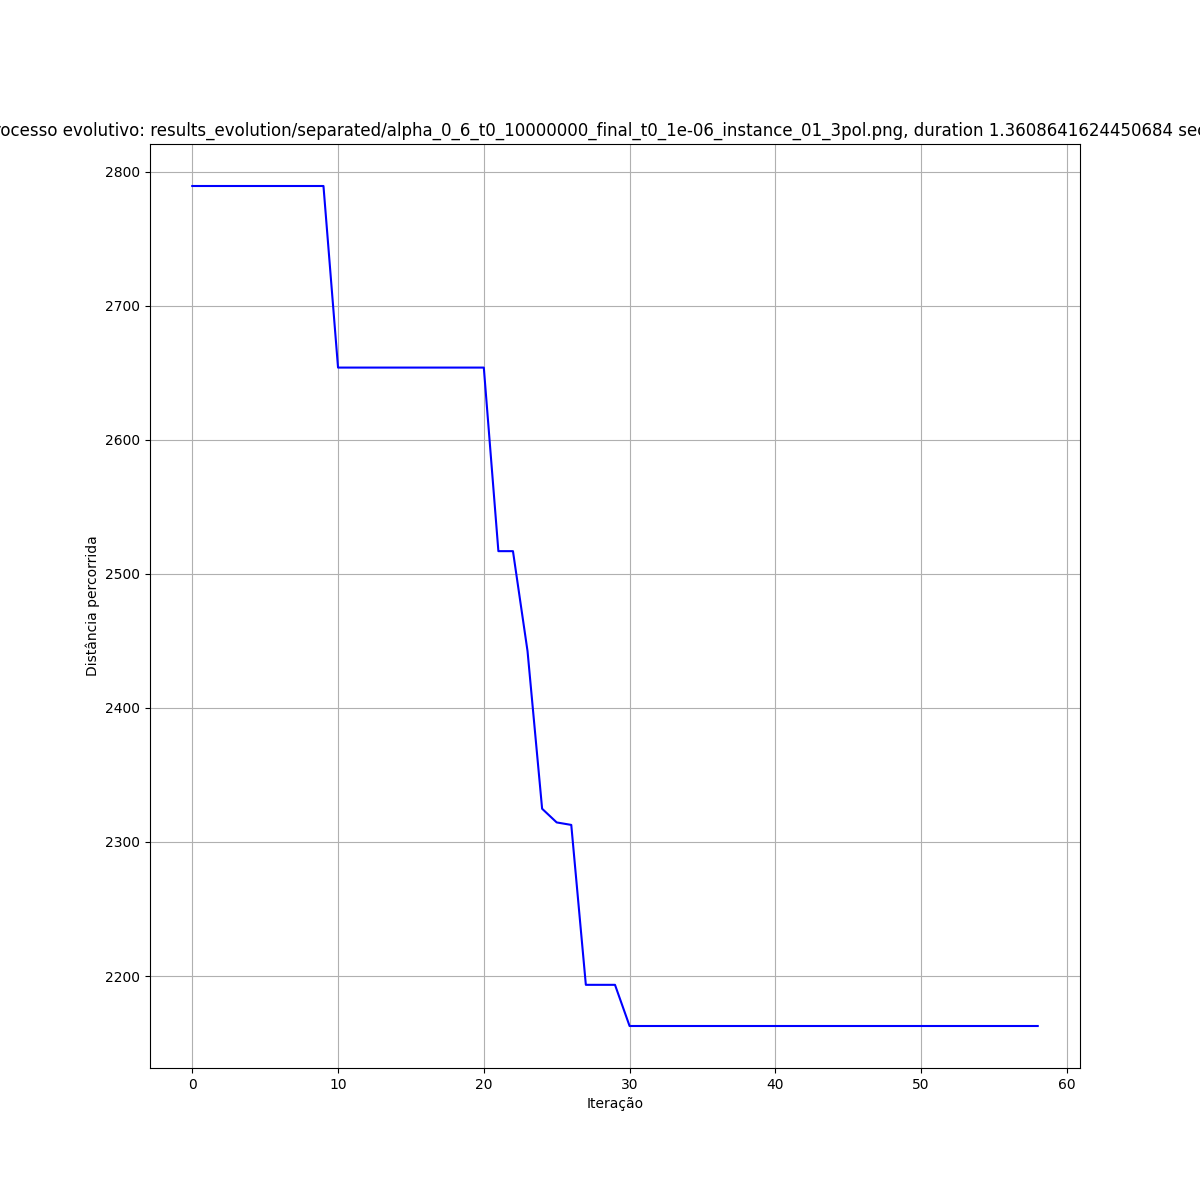 ocesso evolutivo: results_evolution/separated/alpha_0_6_t0_10000000_final_t0_1e-06_instance_01_3pol.png, duration 1.3608641624450684 sec
2800
2700
2600
2500
2400
2300
2200
Distância percorrida
0 10 20 30 40 50 60
Iteração